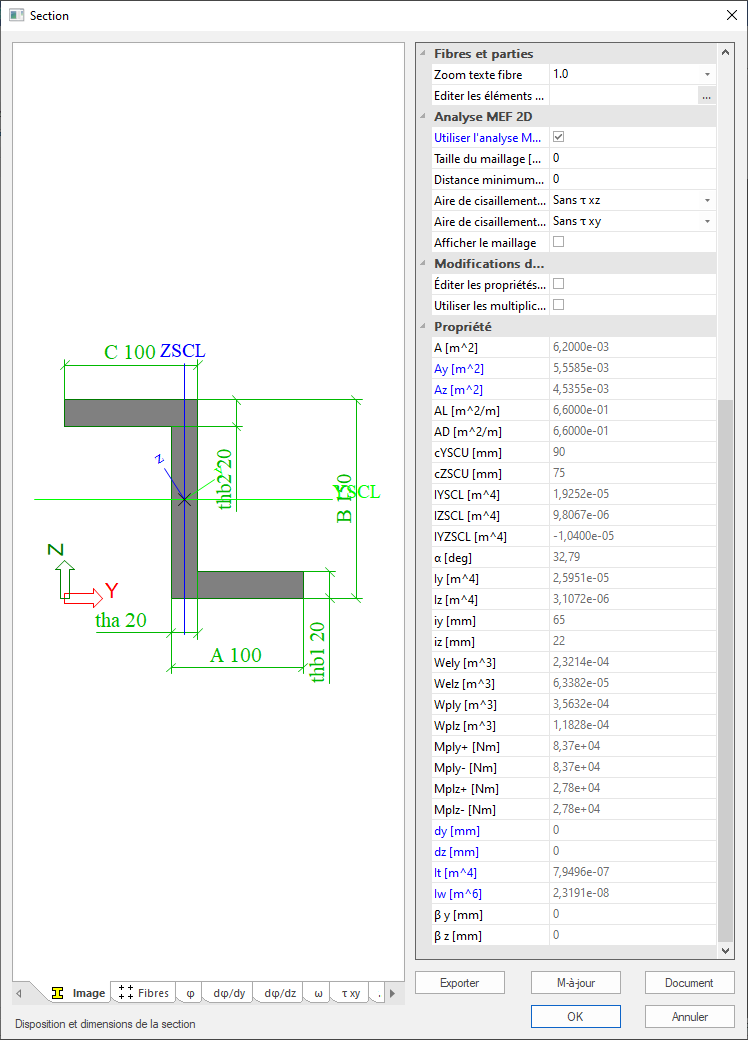 Section
C 100 ZSCL
z
y
thb2 20
YSCL
B 150
Z
Y
tha 20
A 100
thb1 20
Image
Fibres
φ
dφ/dy
dφ/dz
ω
τ xy
.
Disposition et dimensions de la section
Fibres et parties
Zoom texte fibre 1.0
Editer les éléments ... ...
Analyse MEF 2D
Utiliser l'analyse M...
Taille du maillage [... 0
Distance minimum... 0
Aire de cisaillement... Sans τ xz
Aire de cisaillement... Sans τ xy
Afficher le maillage
Modifications d...
Éditer les propriétés...
Utiliser les multiplic...
Propriété
A [m^2] 6,2000e-03
Ay [m^2] 5,5585e-03
Az [m^2] 4,5355e-03
AL [m^2/m] 6,6000e-01
AD [m^2/m] 6,6000e-01
cYSCU [mm] 90
cZSCU [mm] 75
IYSCL [m^4] 1,9252e-05
IZSCL [m^4] 9,8067e-06
IYZSCL [m^4] -1,0400e-05
α [deg] 32,79
Iy [m^4] 2,5951e-05
Iz [m^4] 3,1072e-06
iy [mm] 65
iz [mm] 22
Wely [m^3] 2,3214e-04
Welz [m^3] 6,3382e-05
Wply [m^3] 3,5632e-04
Wplz [m^3] 1,1828e-04
Mply+ [Nm] 8,37e+04
Mply- [Nm] 8,37e+04
Mplz+ [Nm] 2,78e+04
Mplz- [Nm] 2,78e+04
dy [mm] 0
dz [mm] 0
It [m^4] 7,9496e-07
Iw [m^6] 2,3191e-08
β y [mm] 0
β z [mm] 0
Exporter
M-à-jour
Document
OK
Annuler